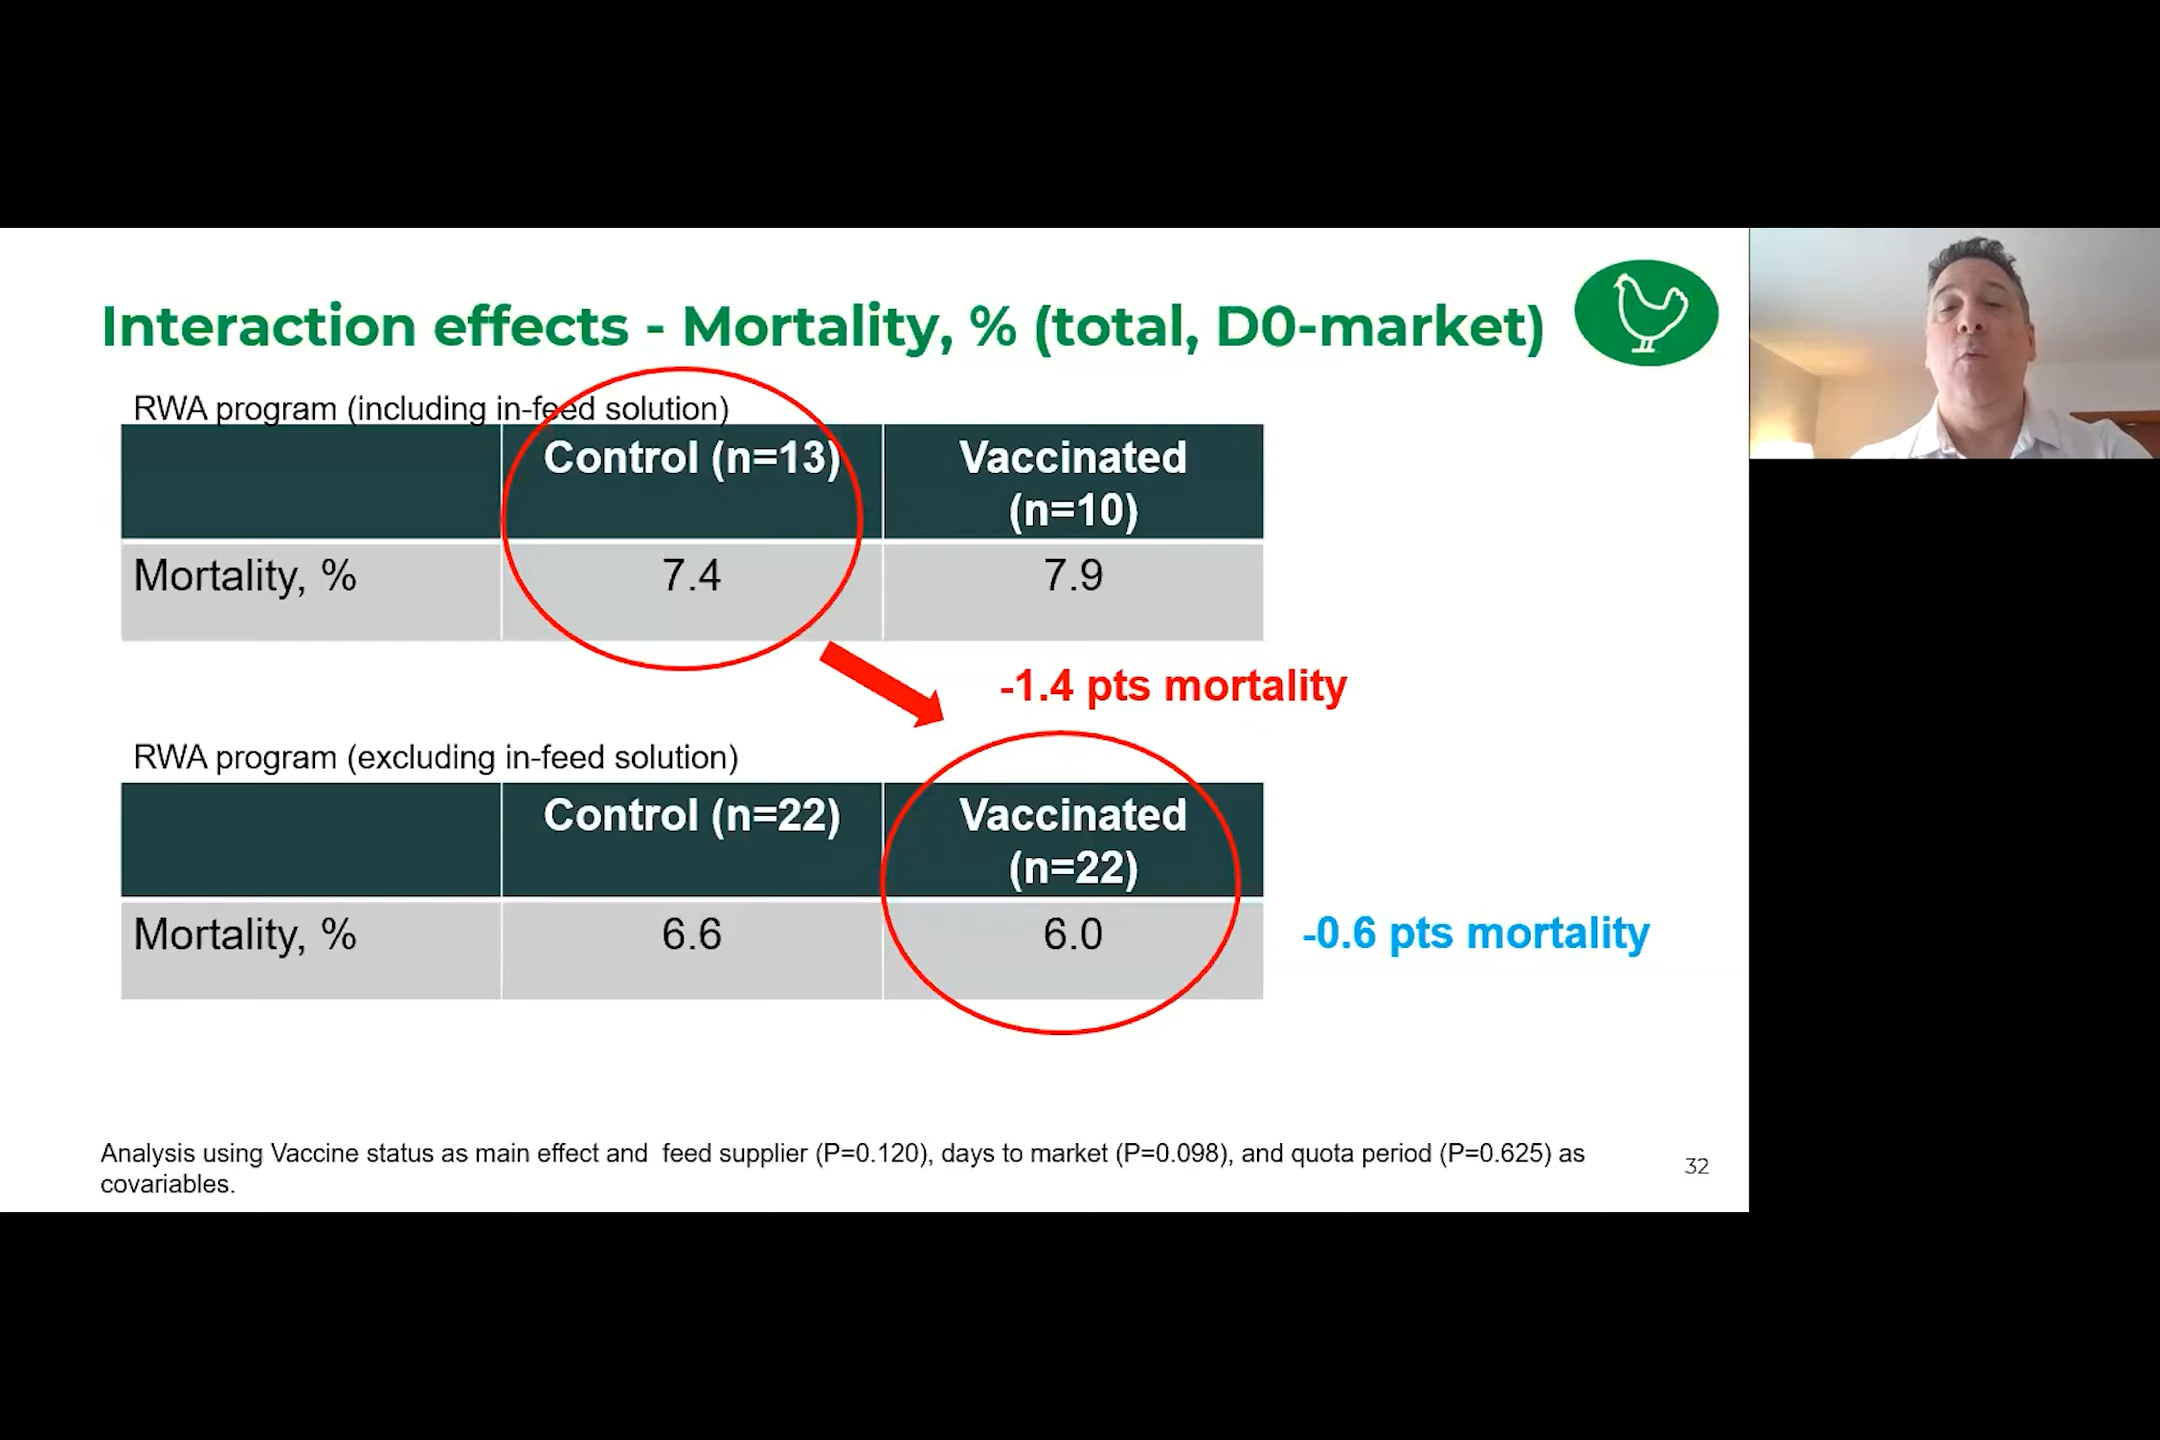 Interaction effects - Mortality, % (total, D0-market)
RWA program (including in-feed solution)
Control (n=13)
Vaccinated
(n=10)
Mortality, %
7.4
7.9
-1.4 pts mortality
RWA program (excluding in-feed solution)
Control (n=22)
Vaccinated
(n=22)
Mortality, %
6.6
6.0
-0.6 pts mortality
Analysis using Vaccine status as main effect and  feed supplier (P=0.120), days to market (P=0.098), and quota period (P=0.625) as
covariables.
32